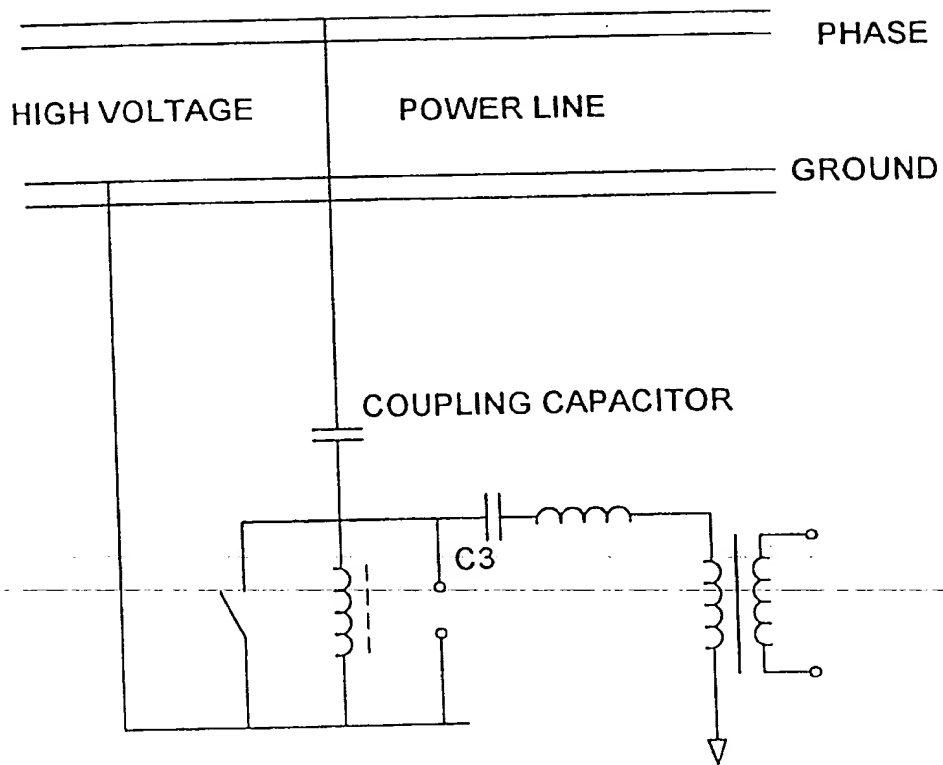 PHASE
HIGH VOLTAGE POWER LINE
GROUND
COUPLING CAPACITOR
C3